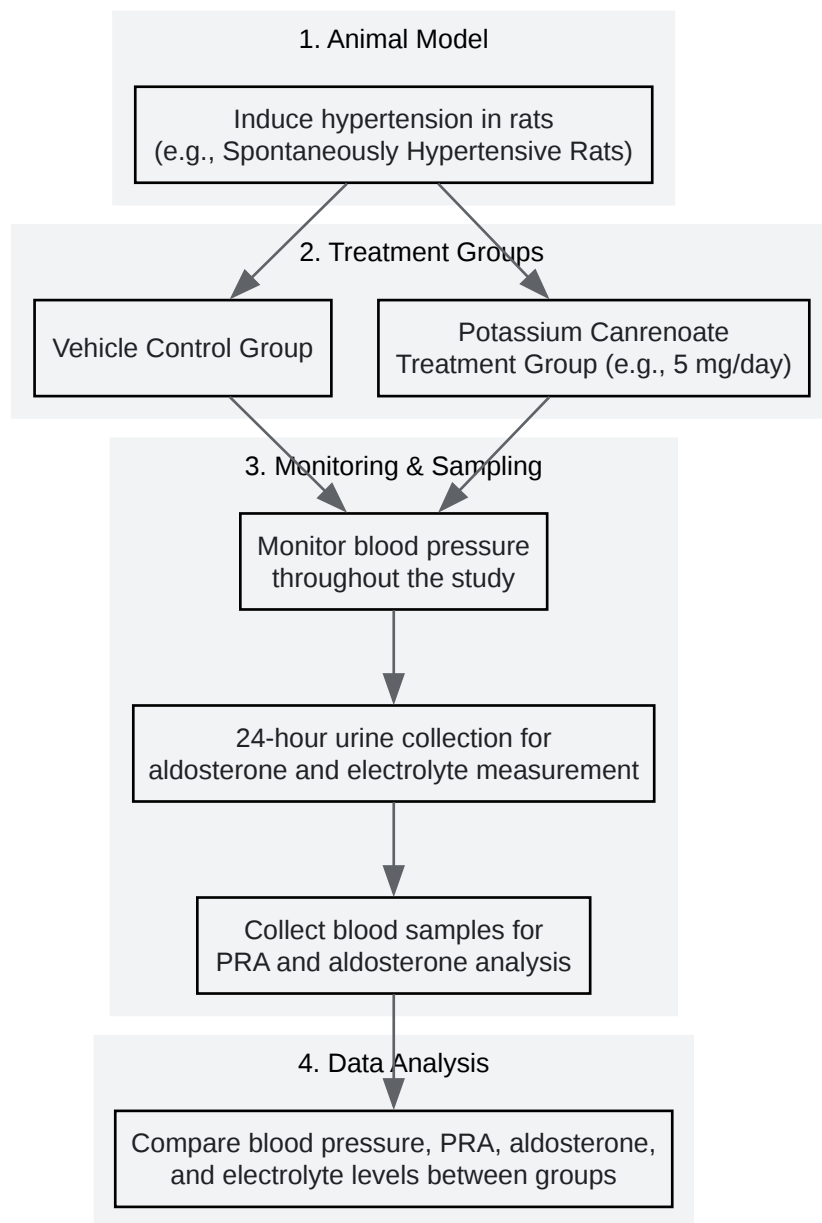 1. Animal Model
Induce hypertension in rats
(e.g., Spontaneously Hypertensive Rats)
2. Treatment Groups
Vehicle Control Group
Potassium Canrenoate
Treatment Group (e.g., 5 mg/day)
3. Monitoring & Sampling
Monitor blood pressure
throughout the study
24-hour urine collection for
aldosterone and electrolyte measurement
Collect blood samples for
PRA and aldosterone analysis
4. Data Analysis
Compare blood pressure, PRA, aldosterone,
and electrolyte levels between groups